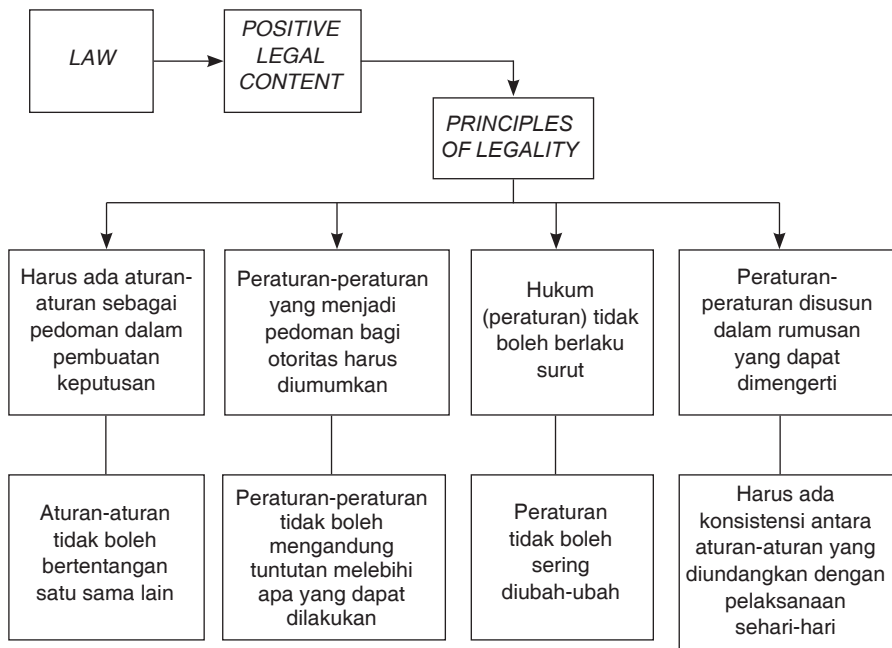 LAW
POSITIVE
LEGAL
CONTENT
PRINCIPLES
OF LEGALITY
Harus ada aturan-
aturan sebagai
pedoman dalam
pembuatan
keputusan
Peraturan-peraturan
yang menjadi
pedoman bagi
otoritas harus
diumumkan
Hukum
(peraturan) tidak
boleh berlaku
surut
Peraturan-
peraturan disusun
dalam rumusan
yang dapat
dimengerti
Aturan-aturan
tidak boleh
bertentangan
satu sama lain
Peraturan-peraturan
tidak boleh
mengandung
tuntutan melebihi
apa yang dapat
dilakukan
Peraturan
tidak boleh
sering
diubah-ubah
Harus ada
konsistensi antara
aturan-aturan yang
diundangkan dengan
pelaksanaan
sehari-hari